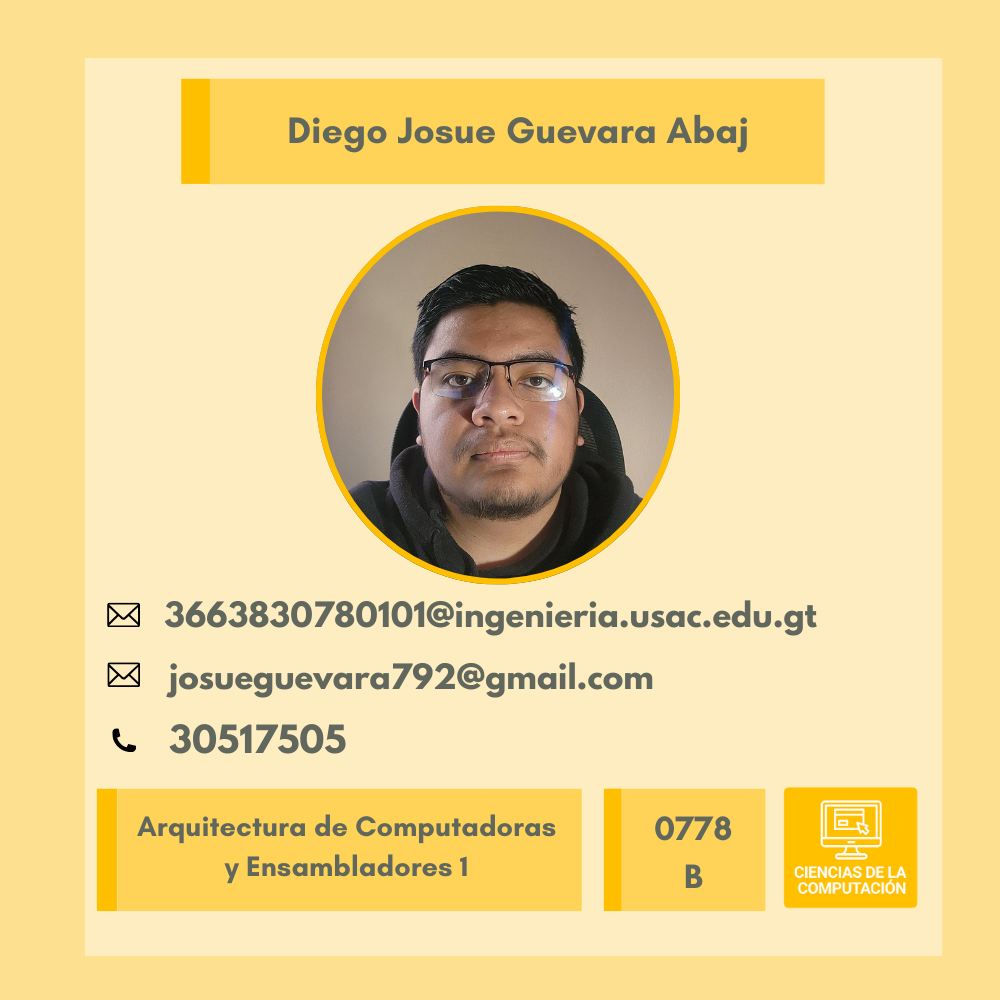 Diego Josue Guevara Abaj
3663830780101@ingenieria.usac.edu.gt
josueguevara792@gmail.com
30517505
Arquitectura de Computadoras
y Ensambladores 1
0778
B
CIENCIAS DE LA
COMPUTACIÓN